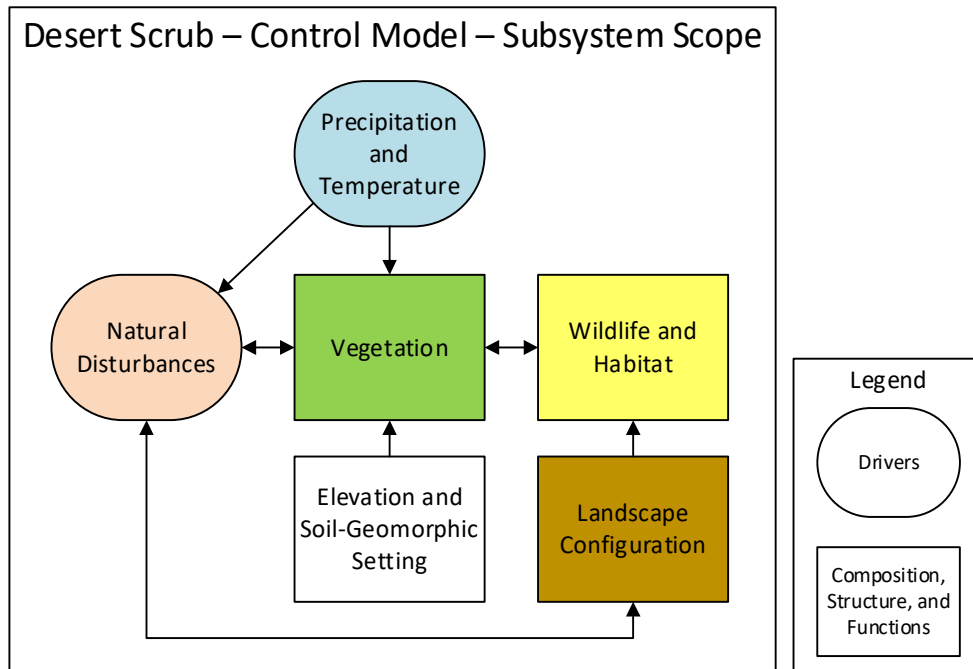 Desert Scrub – Control Model – Subsystem Scope
Precipitation
and
Temperature
Natural
Disturbances
Vegetation
Wildlife and
Habitat
Elevation and
Soil-Geomorphic
Setting
Landscape
Configuration
Legend
Drivers
Composition,
Structure, and
Functions